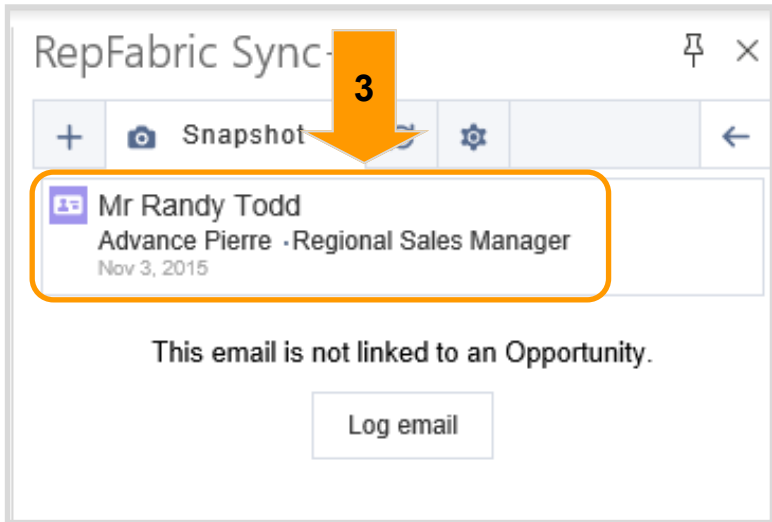 RepFabric Sync-
3
Snapshot
Mr Randy Todd
Advance Pierre ·Regional Sales Manager
Nov 3, 2015
This email is not linked to an Opportunity.
Log email